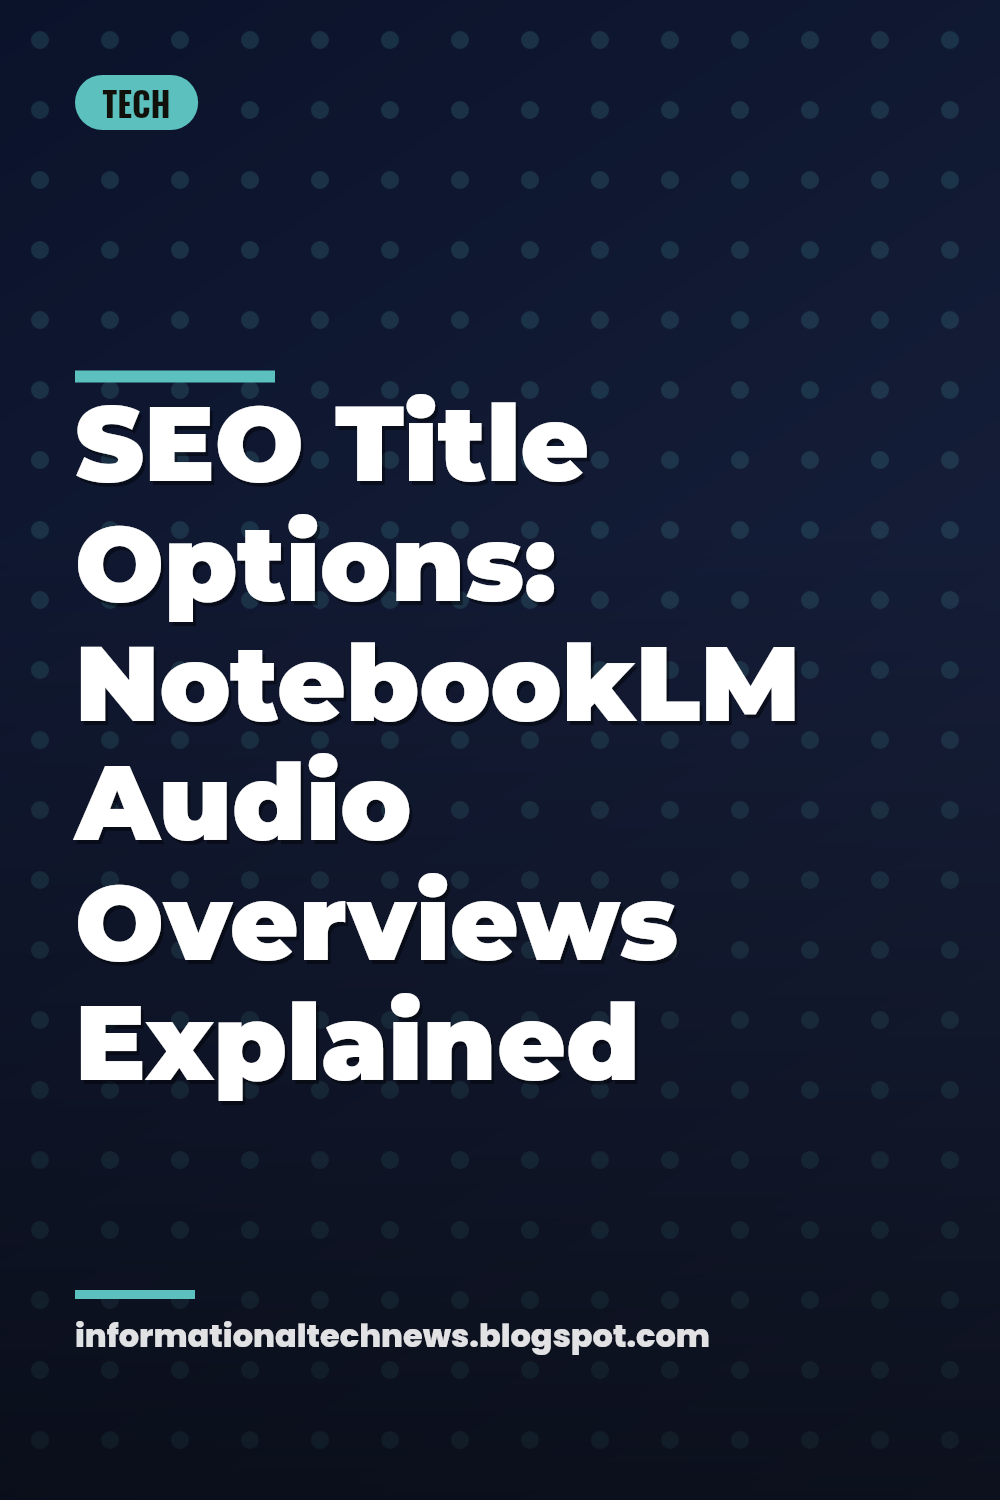 TECH
SEO Title
Options:
NotebookLM
Audio
Overviews
Explained
informationaltechnews.blogspot.com